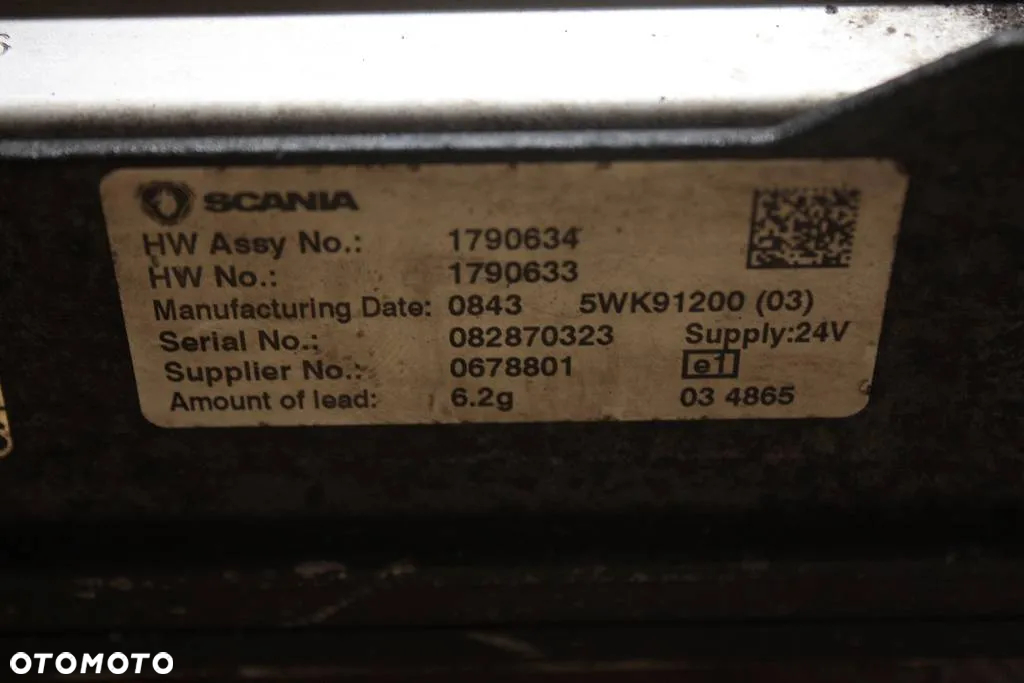 SCANIA
HW Assy No.: 1790634
HW No.: 1790633
Manufacturing Date: 0843 5WK91200 (03)
Serial No.: 082870323 Supply:24V
Supplier No.: 0678801 e1
Amount of lead: 6.2g 03 4865
OTOMOTO